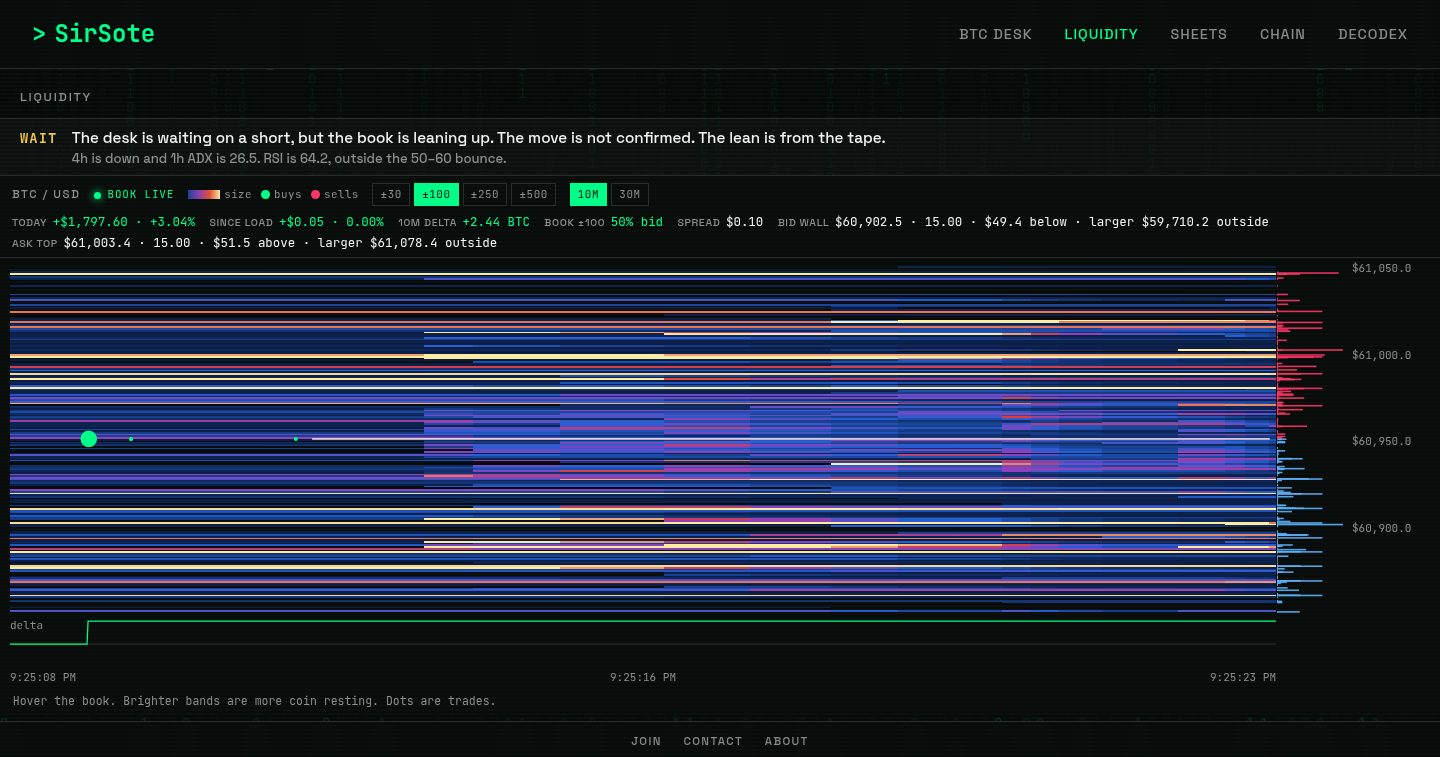 > SirSote
BTC DESK LIQUIDITY SHEETS CHAIN DECODEX
LIQUIDITY
WAIT The desk is waiting on a short, but the book is leaning up. The move is not confirmed. The lean is from the tape.
4h is down and 1h ADX is 26.5. RSI is 64.2, outside the 50–60 bounce.
BTC / USD BOOK LIVE size buys sells ±30 ±100 ±250 ±500 10M 30M
TODAY +$1,797.60 · +3.04% SINCE LOAD +$0.05 · 0.00% 10M DELTA +2.44 BTC BOOK ±100 50% bid SPREAD $0.10 BID WALL $60,902.5 · 15.00 · $49.4 below · larger $59,710.2 outside
ASK TOP $61,003.4 · 15.00 · $51.5 above · larger $61,078.4 outside
$61,050.0
$61,000.0
$60,950.0
$60,900.0
delta
9:25:08 PM 9:25:16 PM 9:25:23 PM
Hover the book. Brighter bands are more coin resting. Dots are trades.
JOIN CONTACT ABOUT